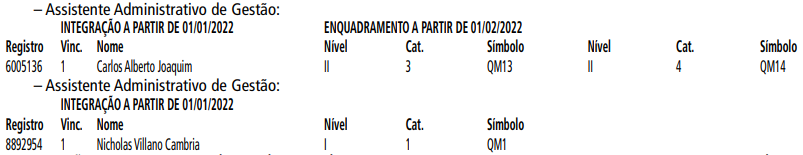 – Assistente Administrativo de Gestão:
INTEGRAÇÃO A PARTIR DE 01/01/2022 ENQUADRAMENTO A PARTIR DE 01/02/2022
Registro Vinc. Nome Nível Cat. Símbolo Nível Cat. Símbolo
6005136 1 Carlos Alberto Joaquim II 3 QM13 II 4 QM14
– Assistente Administrativo de Gestão:
INTEGRAÇÃO A PARTIR DE 01/01/2022
Registro Vinc. Nome Nível Cat. Símbolo
8892954 1 Nicholas Villano Cambria I 1 QM1